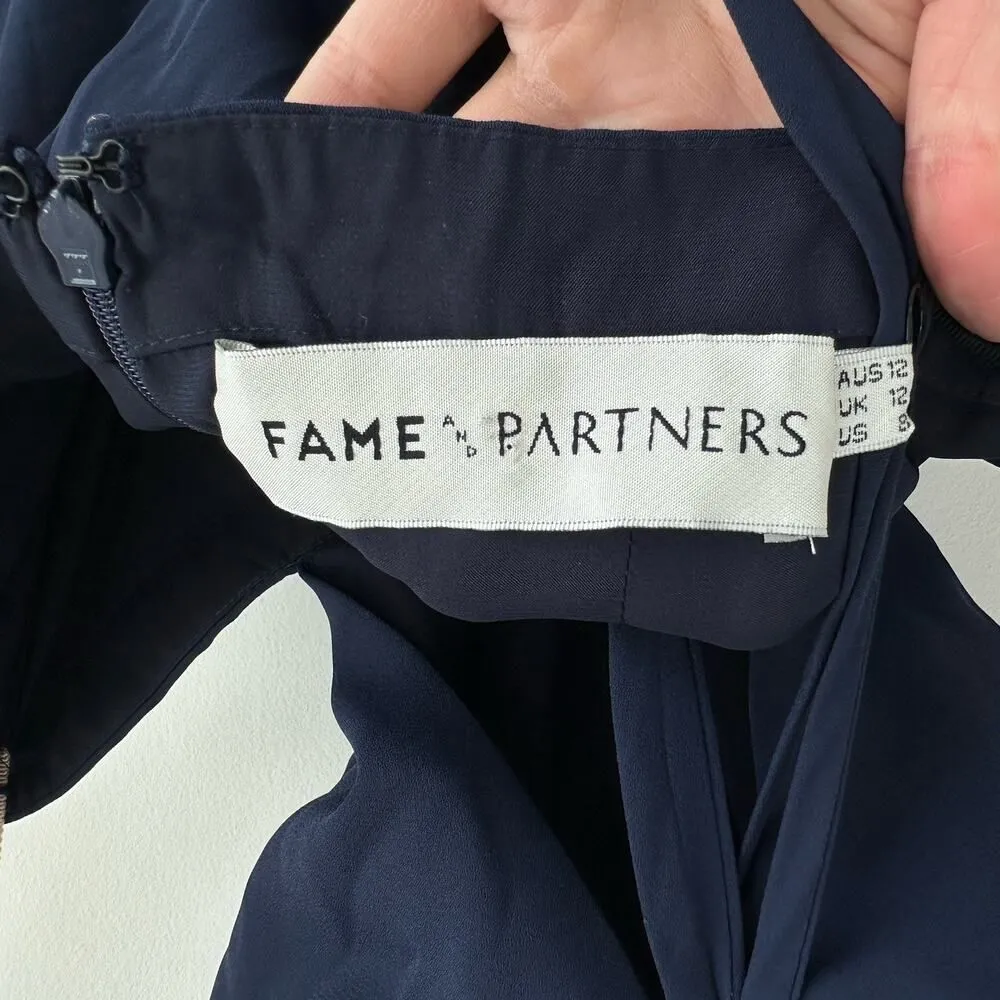 FAME AND PARTNERS
AUS 12
UK 12
US 8